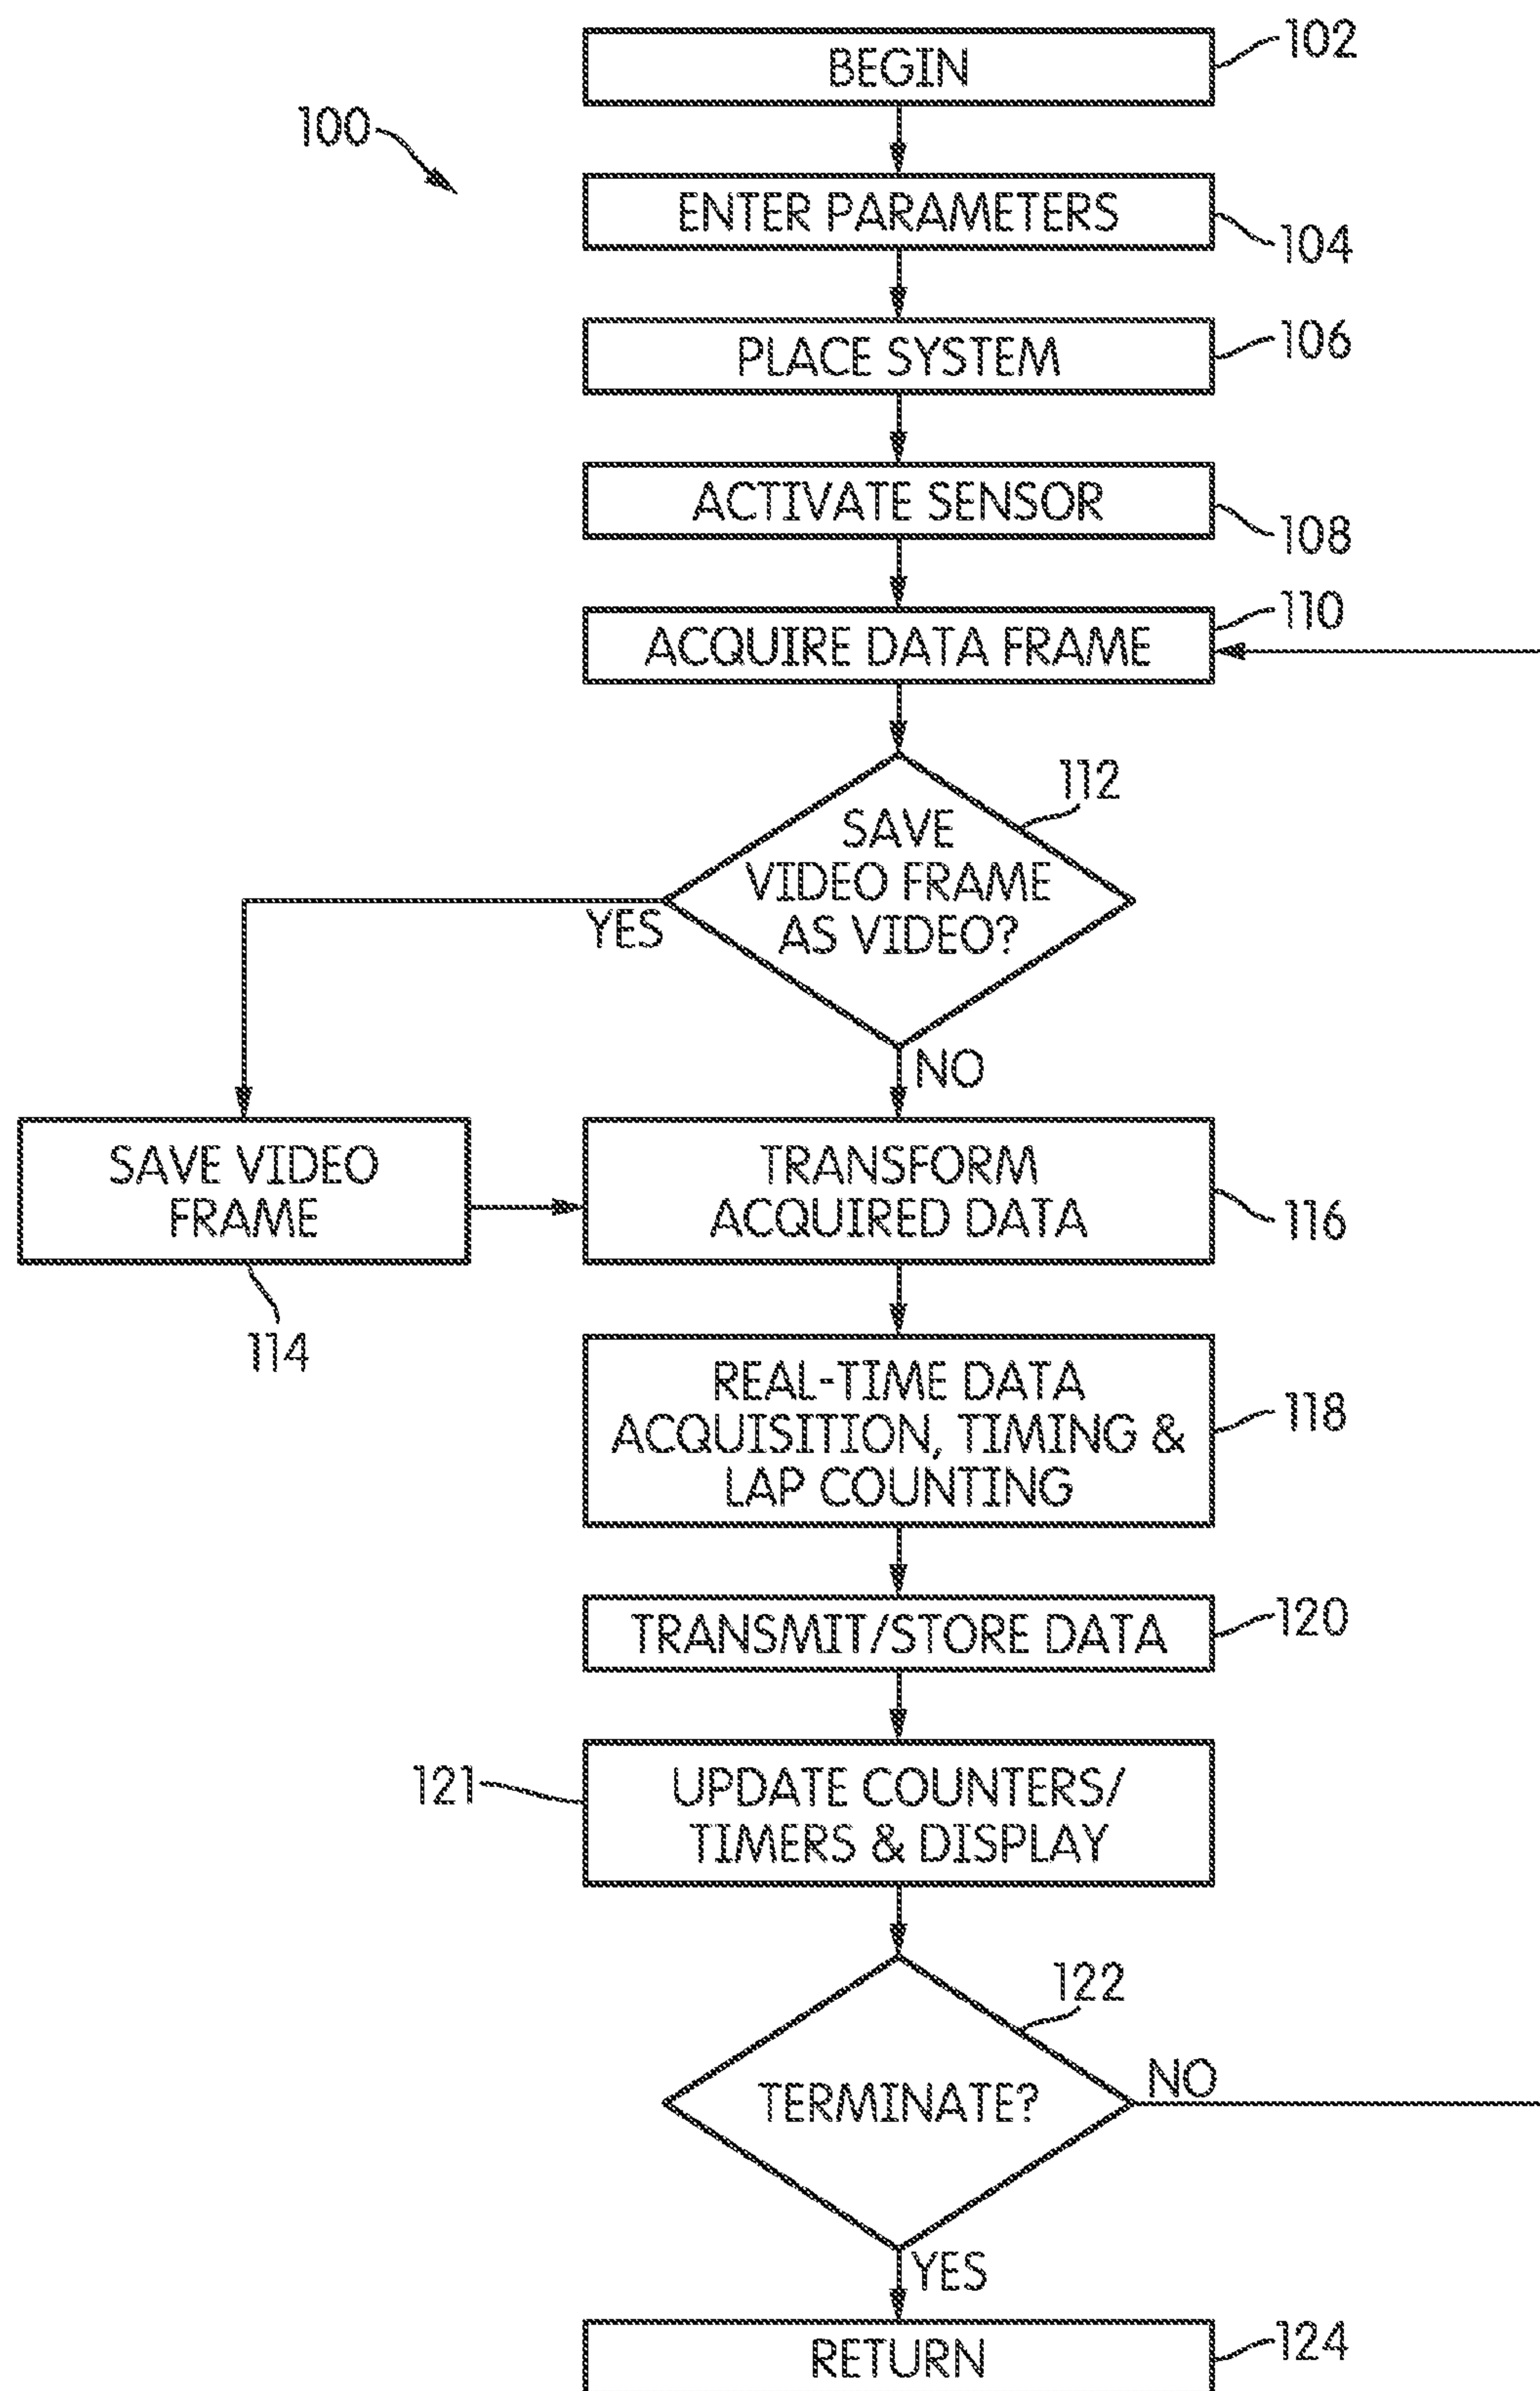 BEGIN
102
100
ENTER PARAMETERS
104
PLACE SYSTEM
106
ACTIVATE SENSOR
108
110
ACQUIRE DATA FRAME
112
SAVE
VIDEO FRAME
AS VIDEO?
YES
NO
SAVE VIDEO
FRAME
114
TRANSFORM
ACQUIRED DATA
116
REAL-TIME DATA
ACQUISITION, TIMING &
LAP COUNTING
118
TRANSMIT/STORE DATA
120
121
UPDATE COUNTERS/
TIMERS & DISPLAY
122
TERMINATE?
NO
YES
RETURN
124